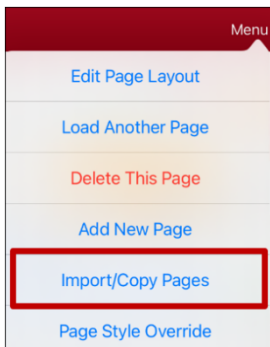 Menu
Edit Page Layout
Load Another Page
Delete This Page
Add New Page
Import/Copy Pages
Page Style Override